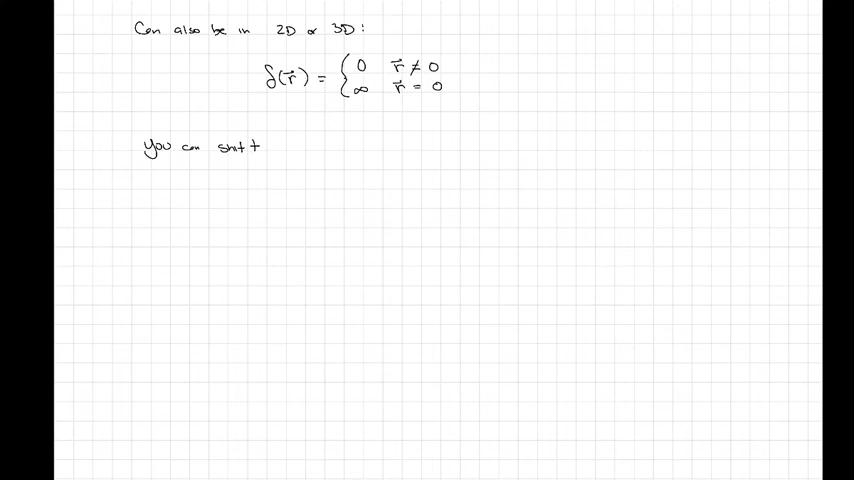 Can also be in 2D or 3D:
δ(r⃗) = { 0 r⃗ ≠ 0
∞ r⃗ = 0
You can shift